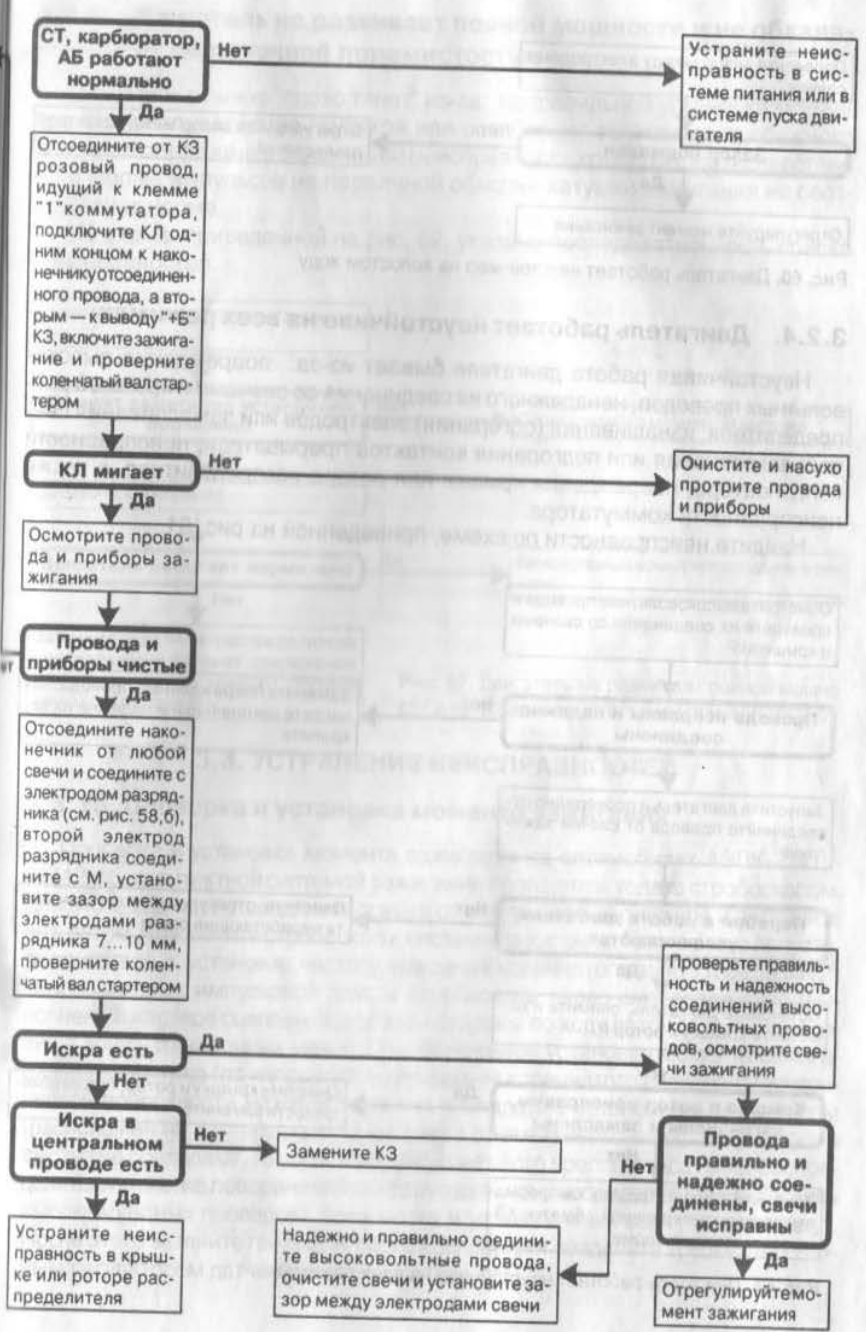 СТ, карбюратор,
АБ работают
нормально
Нет
Устраните неис-
правность в сис-
теме питания или в
системе пуска дви-
гателя
Да
Отсоедините от КЗ
розовый провод,
идущий к клемме
"1" коммутатора,
подключите КЛ од-
ним концом к нако-
нечнику отсоединен-
ного провода, а вто-
рым — к выводу "+Б"
КЗ, включите зажига-
ние и проверните
коленчатый вал стар-
тером
КЛ мигает
Нет
Очистите и насухо
протрите провода
и приборы
Да
Осмотрите прово-
да и приборы за-
жигания
Провода и
приборы чистые
Да
Отсоедините нако-
нечник от любой
свечи и соедините с
электродом разряд-
ника (см. рис. 58,б),
второй электрод
разрядника соеди-
ните с М, устано-
вите зазор между
электродами раз-
рядника 7...10 мм,
проверните колен-
чатый вал стартером
Искра есть
Да
Проверьте правиль-
ность и надежность
соединений высо-
ковольтных прово-
дов, осмотрите све-
чи зажигания
Нет
Искра в
центральном
проводе есть
Нет
Замените КЗ
Да
Устраните неис-
правность в крыш-
ке или роторе рас-
пределителя
Провода
правильно и
надежно сое-
динены, свечи
исправны
Нет
Надежно и правильно соедини-
те высоковольтные провода,
очистите свечи и установите за-
зор между электродами свечи
Да
Отрегулируйте мо-
мент зажигания